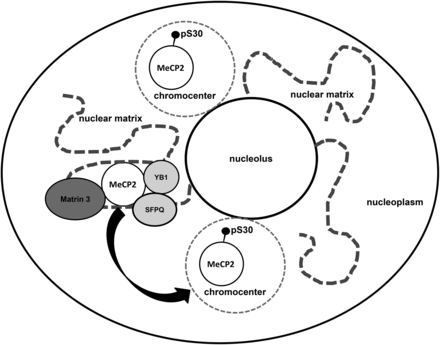 pS30
MeCP2
chromocenter
nuclear matrix
nuclear matrix
nucleolus
YB1
MeCP2
Matrin 3
SFPQ
nucleoplasm
pS30
MeCP2
chromocenter